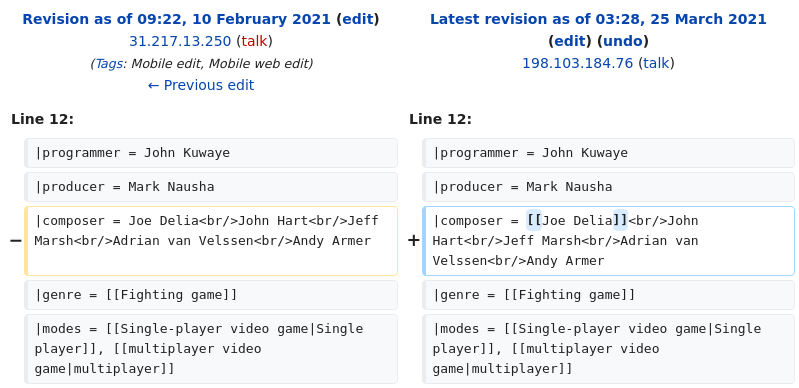 Revision as of 09:22, 10 February 2021 (edit)
31.217.13.250 (talk)
(Tags: Mobile edit, Mobile web edit)
← Previous edit
Latest revision as of 03:28, 25 March 2021
(edit) (undo)
198.103.184.76 (talk)
Line 12:
Line 12:
|programmer = John Kuwaye
|programmer = John Kuwaye
|producer = Mark Nausha
|producer = Mark Nausha
− |composer = Joe Delia<br/>John Hart<br/>Jeff
Marsh<br/>Adrian van Velssen<br/>Andy Armer
+ |composer = [[Joe Delia]]<br/>John
Hart<br/>Jeff Marsh<br/>Adrian van
Velssen<br/>Andy Armer
|genre = [[Fighting game]]
|genre = [[Fighting game]]
|modes = [[Single-player video game|Single
player]], [[multiplayer video
game|multiplayer]]
|modes = [[Single-player video game|Single
player]], [[multiplayer video
game|multiplayer]]